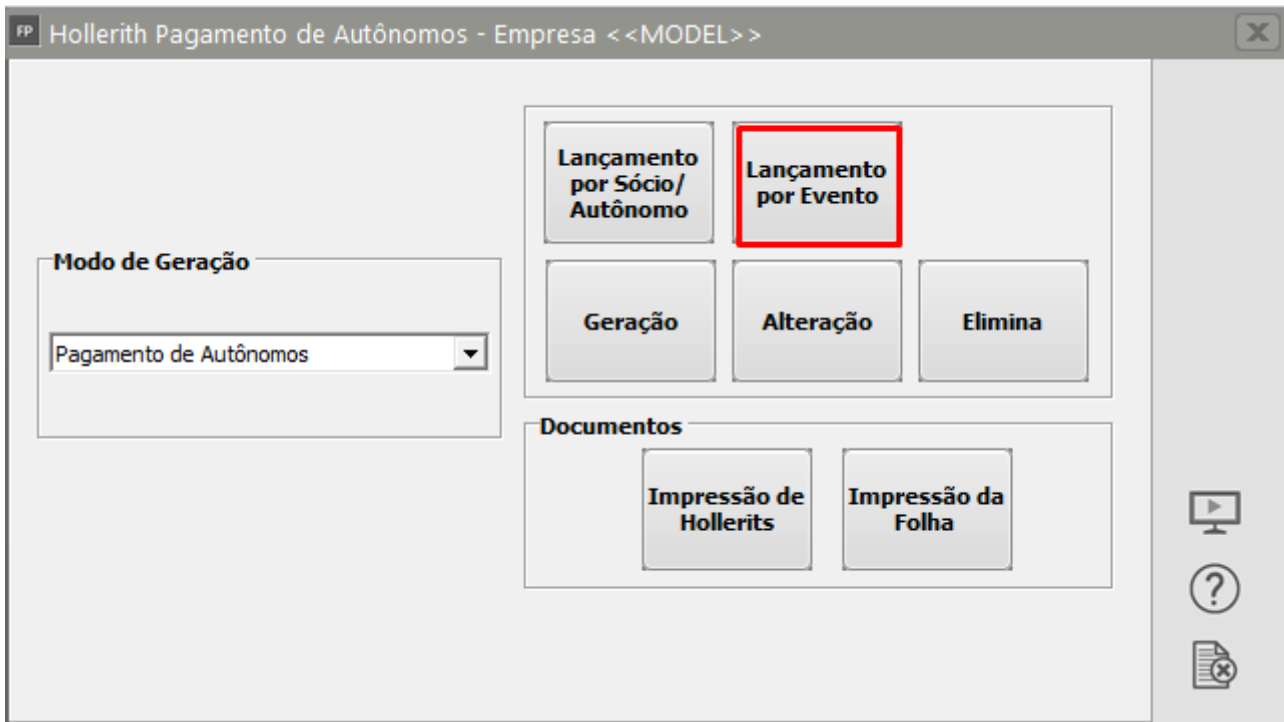 FP Hollerith Pagamento de Autônomos - Empresa <<MODEL>>
Lançamento
por Sócio/
Autônomo
Lançamento
por Evento
Modo de Geração
Pagamento de Autônomos
Geração
Alteração
Elimina
Documentos
Impressão de
Hollerits
Impressão da
Folha